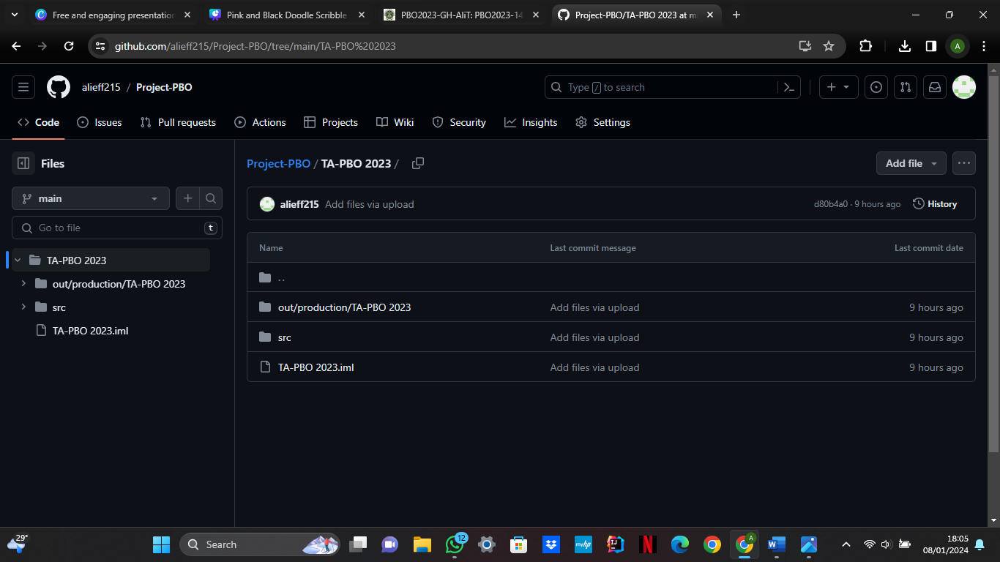 Free and engaging presentation
Pink and Black Doodle Scribble
PBO2023-GH-AliT: PBO2023-14
Project-PBO/TA-PBO 2023 at m
github.com/alieff215/Project-PBO/tree/main/TA-PBO%202023
A
alieff215 / Project-PBO
Type / to search
Code
Issues
Pull requests
Actions
Projects
Wiki
Security
Insights
Settings
Files
Project-PBO / TA-PBO 2023 /
Add file
main
alieff215 Add files via upload
d80b4a0 · 9 hours ago
History
Go to file
t
Name
Last commit message
Last commit date
TA-PBO 2023
out/production/TA-PBO 2023
src
TA-PBO 2023.iml
..
out/production/TA-PBO 2023
Add files via upload
9 hours ago
src
Add files via upload
9 hours ago
TA-PBO 2023.iml
Add files via upload
9 hours ago
29°
Search
12
myhp
IJ
N
A
W
18:05
08/01/2024